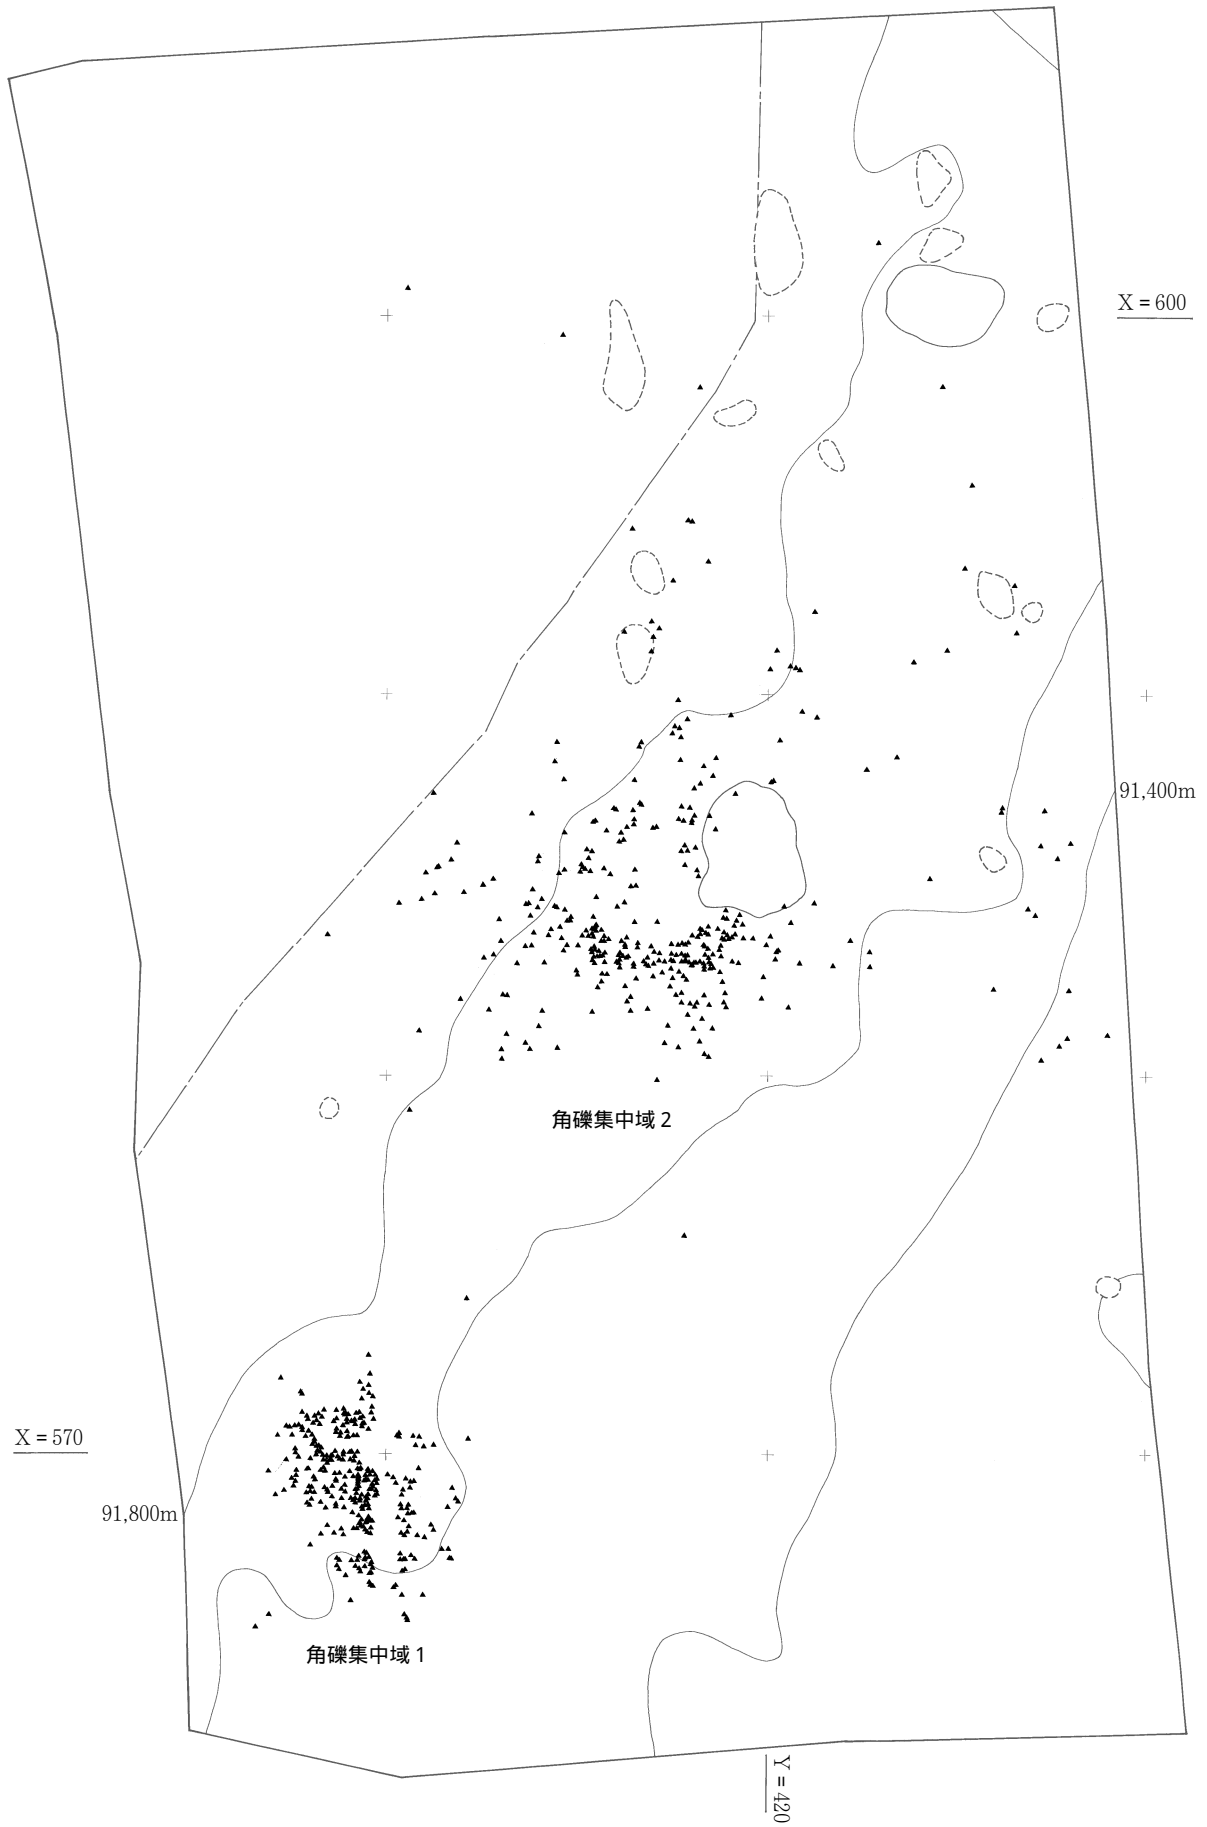 X = 600
91,400m
角礫集中域 2
X = 570
91,800m
角礫集中域 1
Y = 420